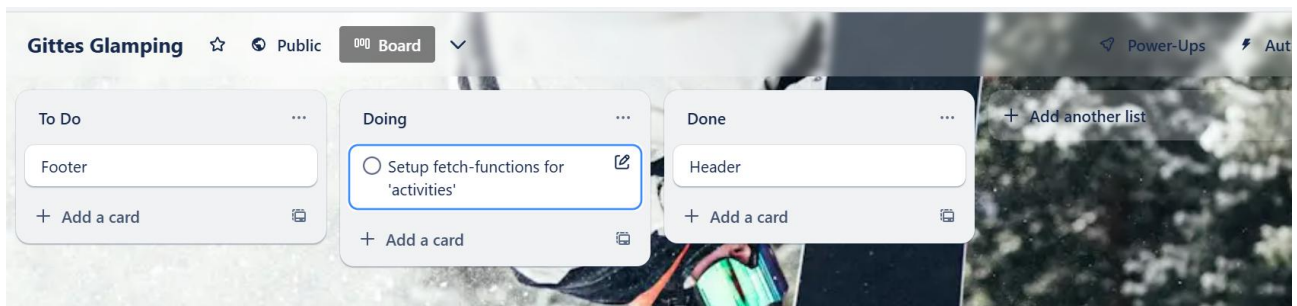 Gittes Glamping Public Board Power-Ups Aut
To Do
Footer
+ Add a card
Doing
Setup fetch-functions for
'activities'
+ Add a card
Done
Header
+ Add a card
+ Add another list